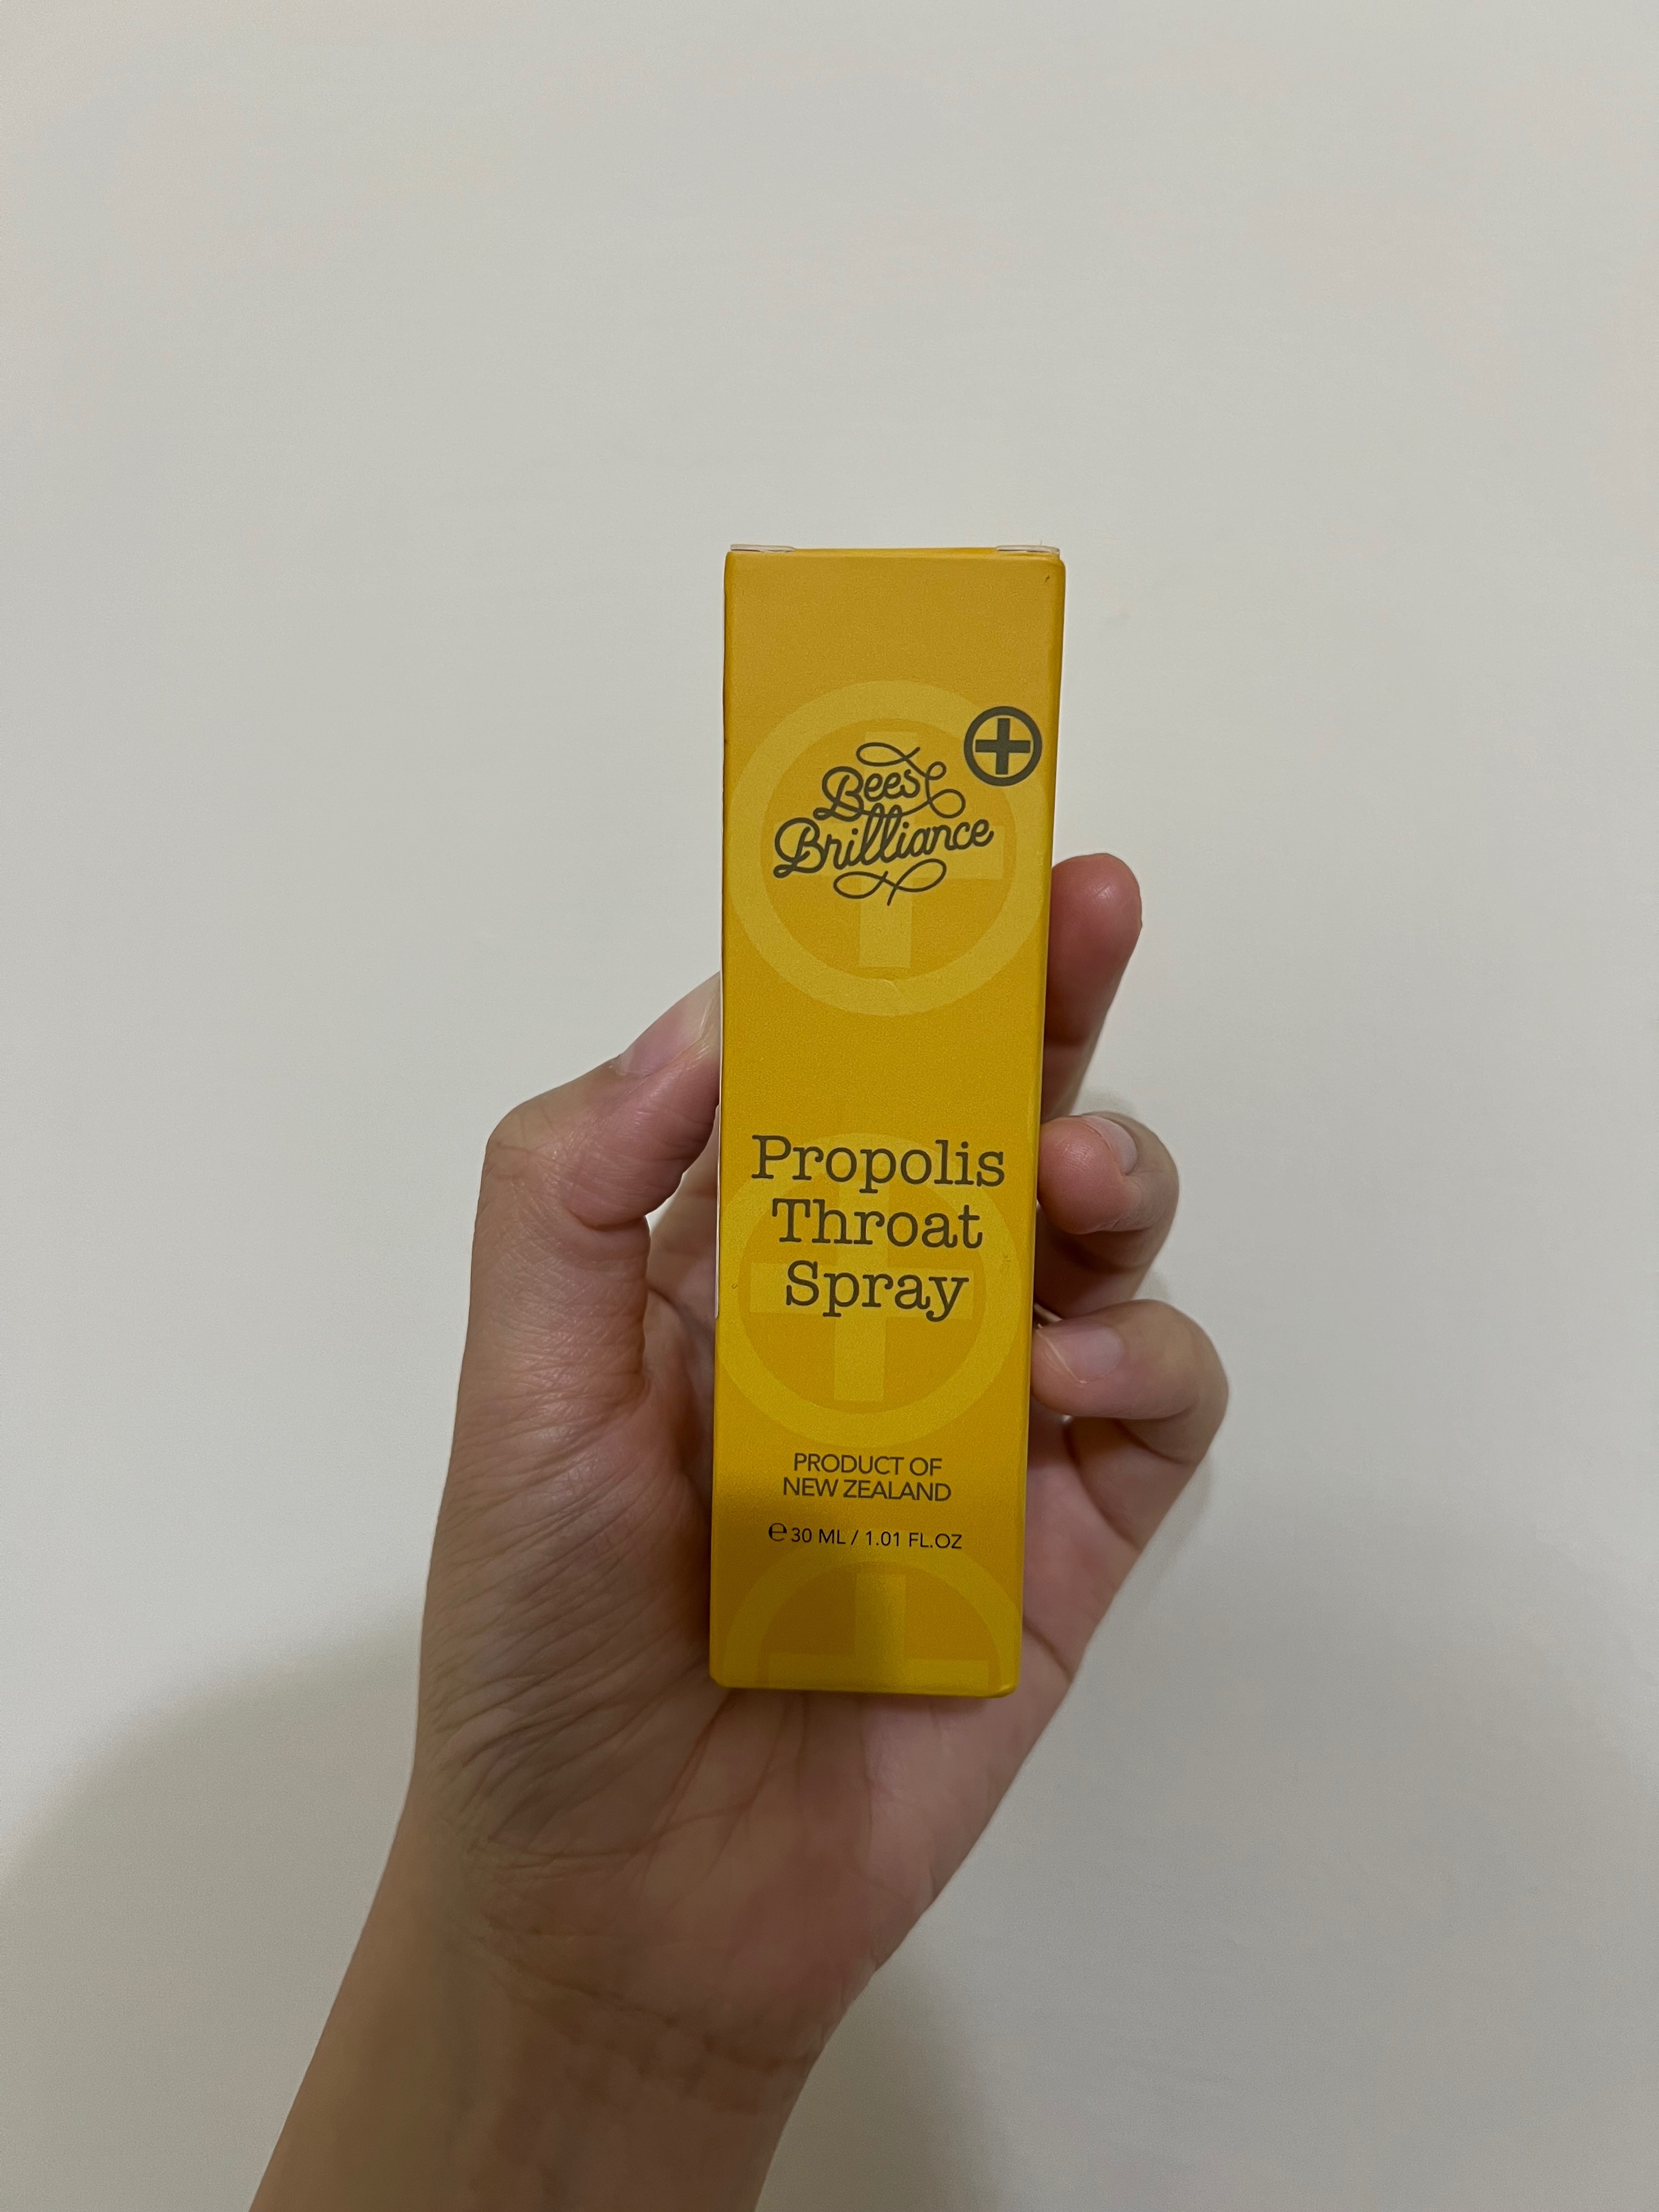 Bees
Brilliance
Propolis
Throat
Spray
PRODUCT OF
NEW ZEALAND
℮ 30 ML / 1.01 FL.OZ